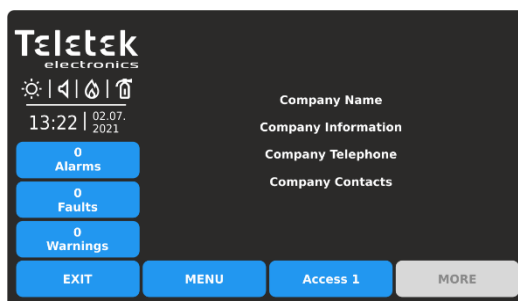 Teletek
electronics
13:22
02.07.
2021
Company Name
Company Information
Company Telephone
Company Contacts
0
Alarms
0
Faults
0
Warnings
EXIT
MENU
Access 1
MORE